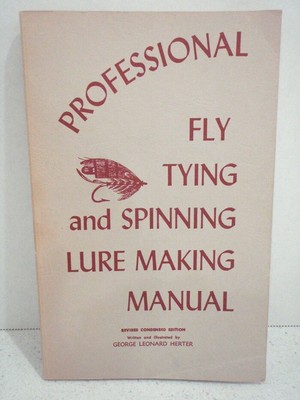 PROFESSIONAL
FLY
TYING
and SPINNING
LURE MAKING
MANUAL
REVISED CONDENSED EDITION
Written and Illustrated by
GEORGE LEONARD HERTER